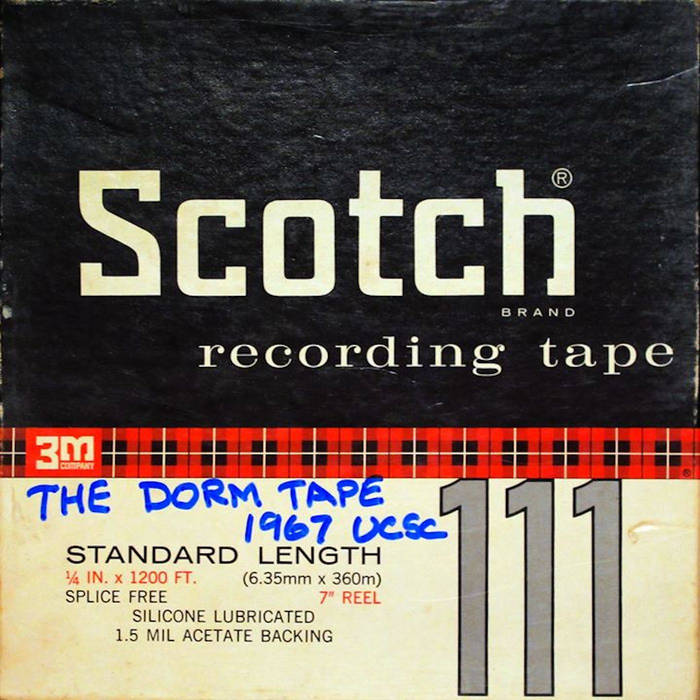 Scotch®
BRAND
recording tape
3M
COMPANY
THE DORM TAPE
1967 UCSC
111
STANDARD LENGTH
¼ IN. x 1200 FT. (6.35mm x 360m)
SPLICE FREE 7" REEL
SILICONE LUBRICATED
1.5 MIL ACETATE BACKING